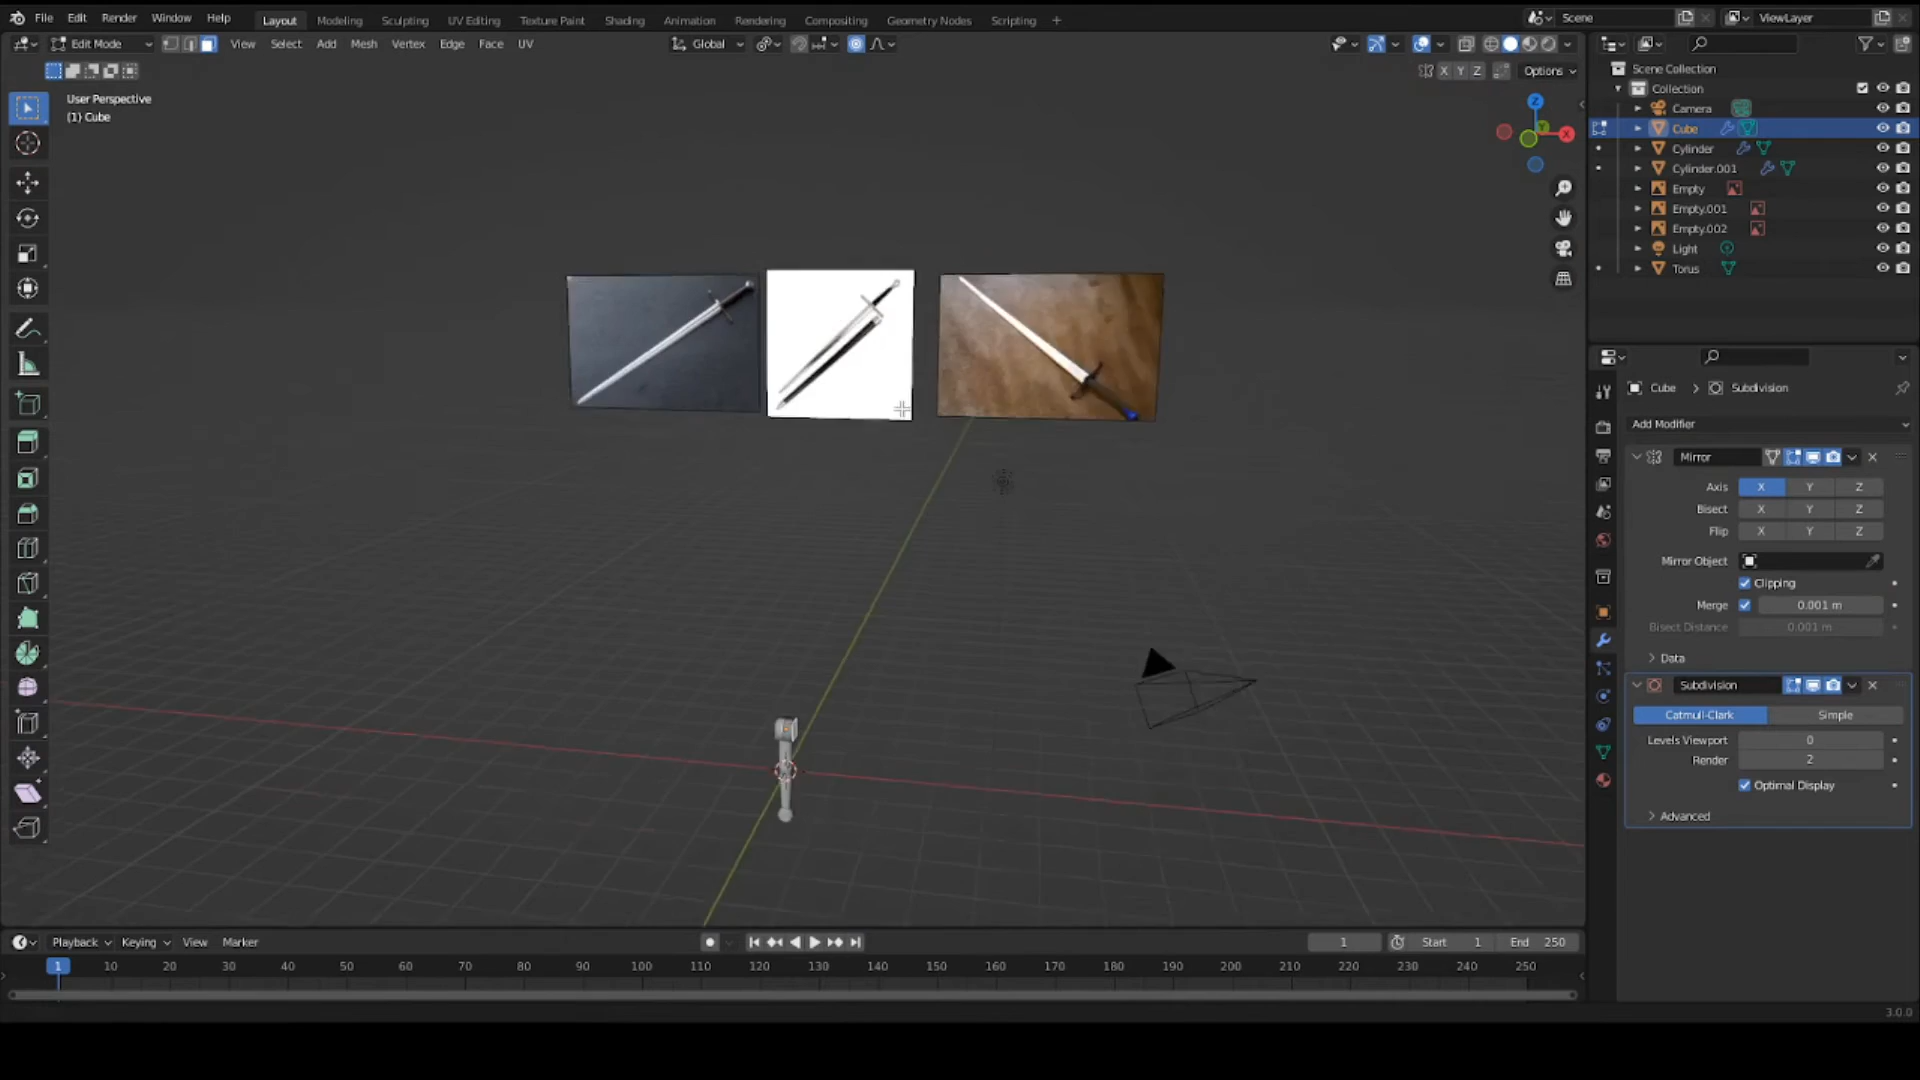 File Edit Render Window Help Layout Modeling Sculpting UV Editing Texture Paint Shading Animation Rendering Compositing Geometry Nodes Scripting + Scene ViewLayer
Edit Mode View Select Add Mesh Vertex Edge Face UV Global
X Y Z Options
User Perspective
(1) Cube
Z
Y
X
Scene Collection
Collection
Camera
Cube
Cylinder
Cylinder.001
Empty
Empty.001
Empty.002
Light
Torus
Cube > Subdivision
Add Modifier
Mirror
Axis X Y Z
Bisect X Y Z
Flip X Y Z
Mirror Object
Clipping
Merge 0.001 m
Bisect Distance 0.001 m
Data
Subdivision
Catmull-Clark Simple
Levels Viewport 0
Render 2
Optimal Display
Advanced
Playback Keying View Marker 1 Start 1 End 250
1 10 20 30 40 50 60 70 80 90 100 110 120 130 140 150 160 170 180 190 200 210 220 230 240 250
3.0.0